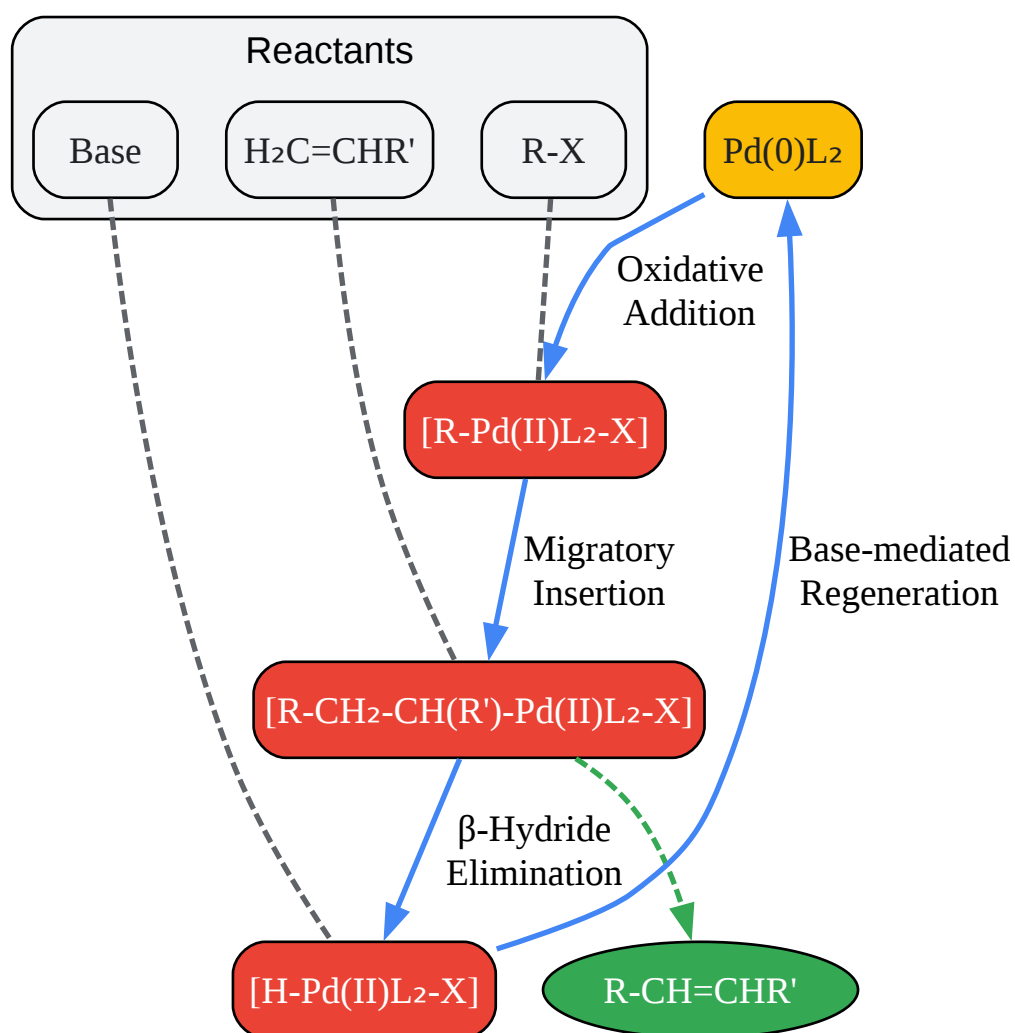 Reactants
Base
H₂C=CHR'
R-X
Pd(0)L₂
Oxidative
Addition
[R-Pd(II)L₂-X]
Migratory
Insertion
Base-mediated
Regeneration
[R-CH₂-CH(R')-Pd(II)L₂-X]
β-Hydride
Elimination
[H-Pd(II)L₂-X]
R-CH=CHR'